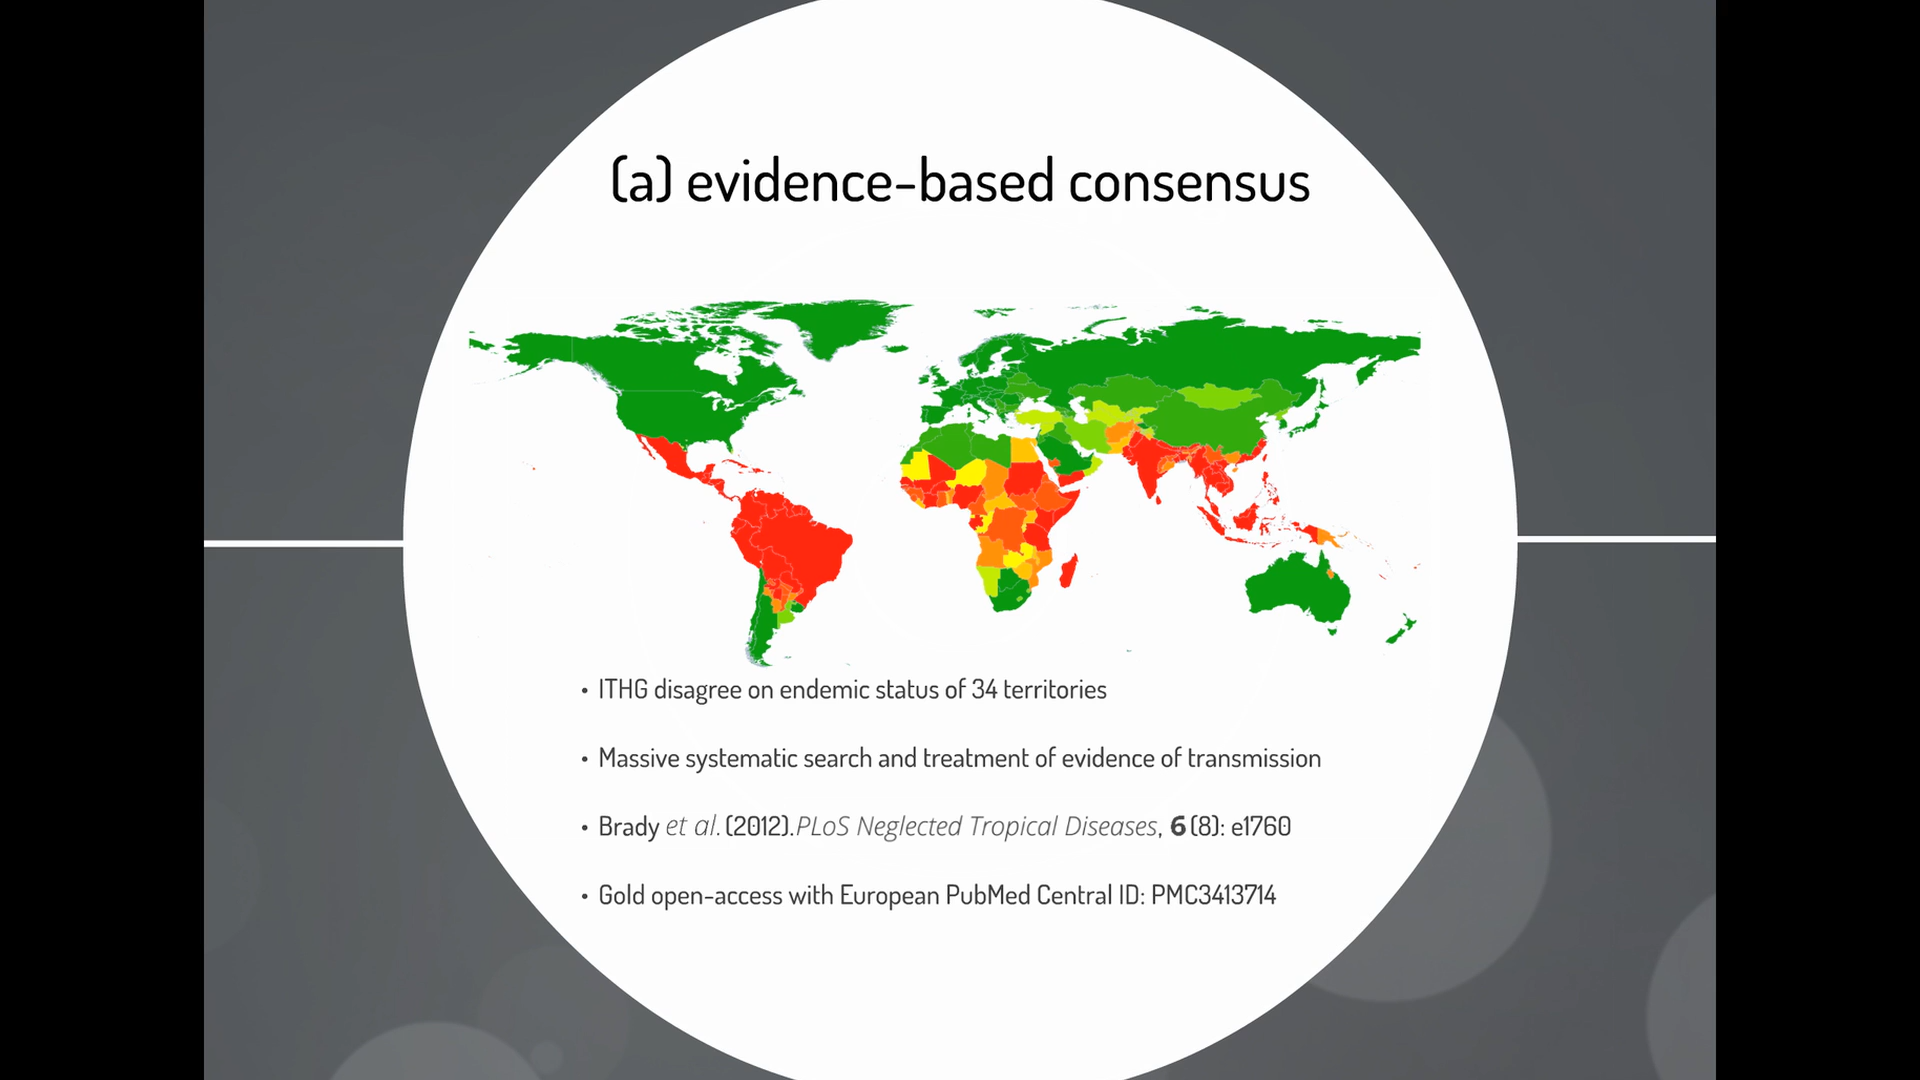 (a) evidence-based consensus
• ITHG disagree on endemic status of 34 territories
• Massive systematic search and treatment of evidence of transmission
• Brady et al. (2012). PLoS Neglected Tropical Diseases, 6 (8): e1760
• Gold open-access with European PubMed Central ID: PMC3413714